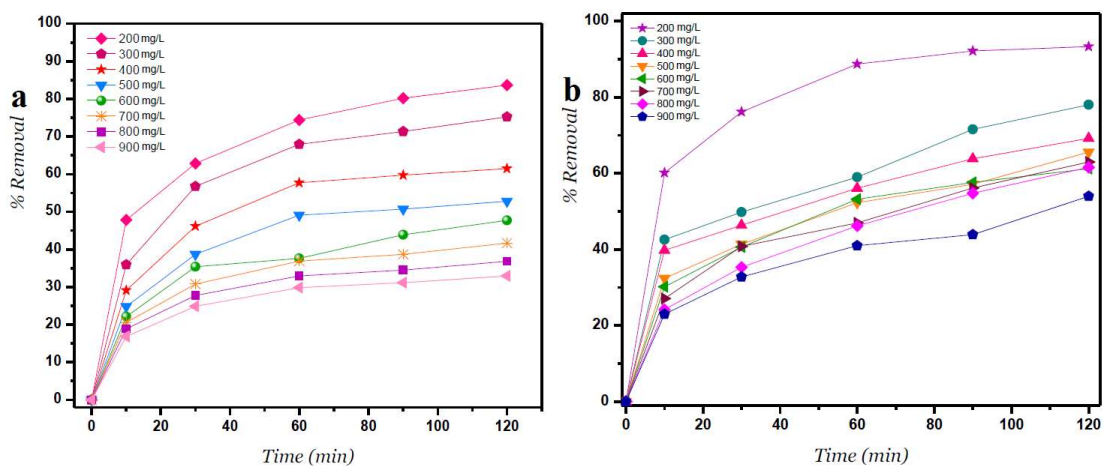 a
% Removal
100
90
80
70
60
50
40
30
20
10
0
200 mg/L
300 mg/L
400 mg/L
500 mg/L
600 mg/L
700 mg/L
800 mg/L
900 mg/L
0 20 40 60 80 100 120
Time (min)
b
% Removal
100
80
60
40
20
0
200 mg/L
300 mg/L
400 mg/L
500 mg/L
600 mg/L
700 mg/L
800 mg/L
900 mg/L
0 20 40 60 80 100 120
Time (min)